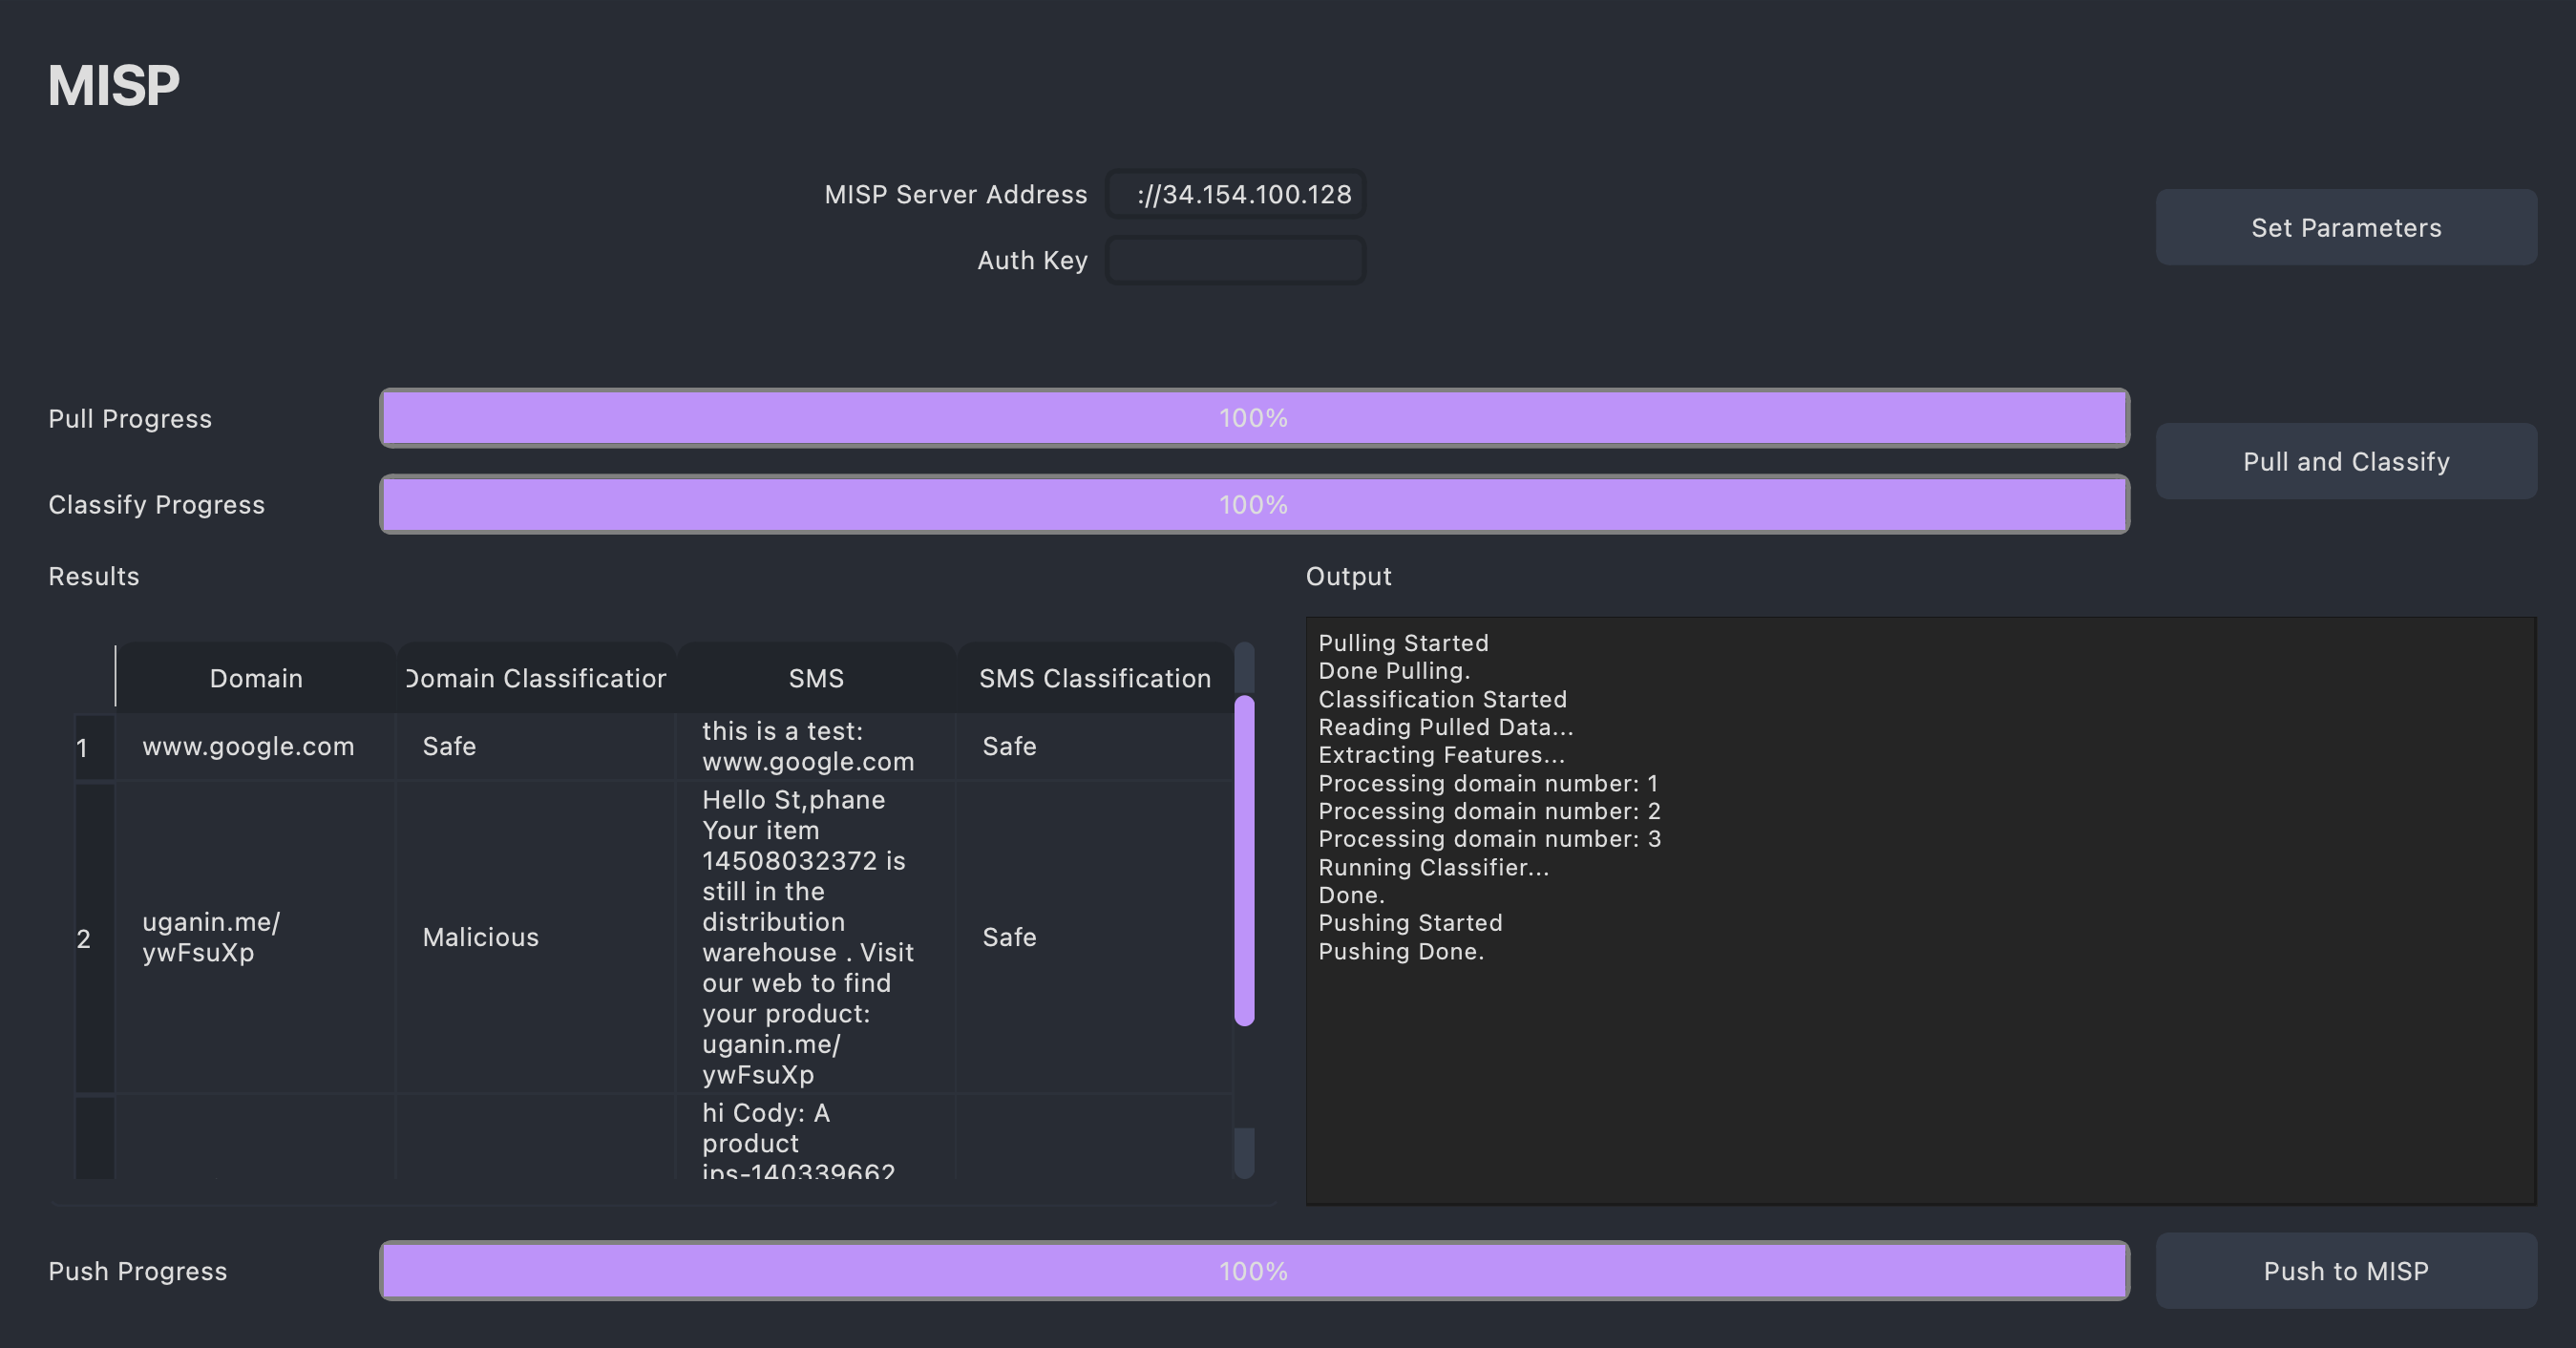 MISP
MISP Server Address ://34.154.100.128
Set Parameters
Auth Key
Pull Progress 100%
Pull and Classify
Classify Progress 100%
Results
Domain Domain Classification SMS SMS Classification
1 www.google.com Safe this is a test:
www.google.com Safe
2 uganin.me/
ywFsuXp Malicious Hello St,phane
Your item
14508032372 is
still in the
distribution
warehouse . Visit
our web to find
your product:
uganin.me/
ywFsuXp Safe
hi Cody: A
product
ips-140339662
Output
Pulling Started
Done Pulling.
Classification Started
Reading Pulled Data...
Extracting Features...
Processing domain number: 1
Processing domain number: 2
Processing domain number: 3
Running Classifier...
Done.
Pushing Started
Pushing Done.
Push Progress 100%
Push to MISP